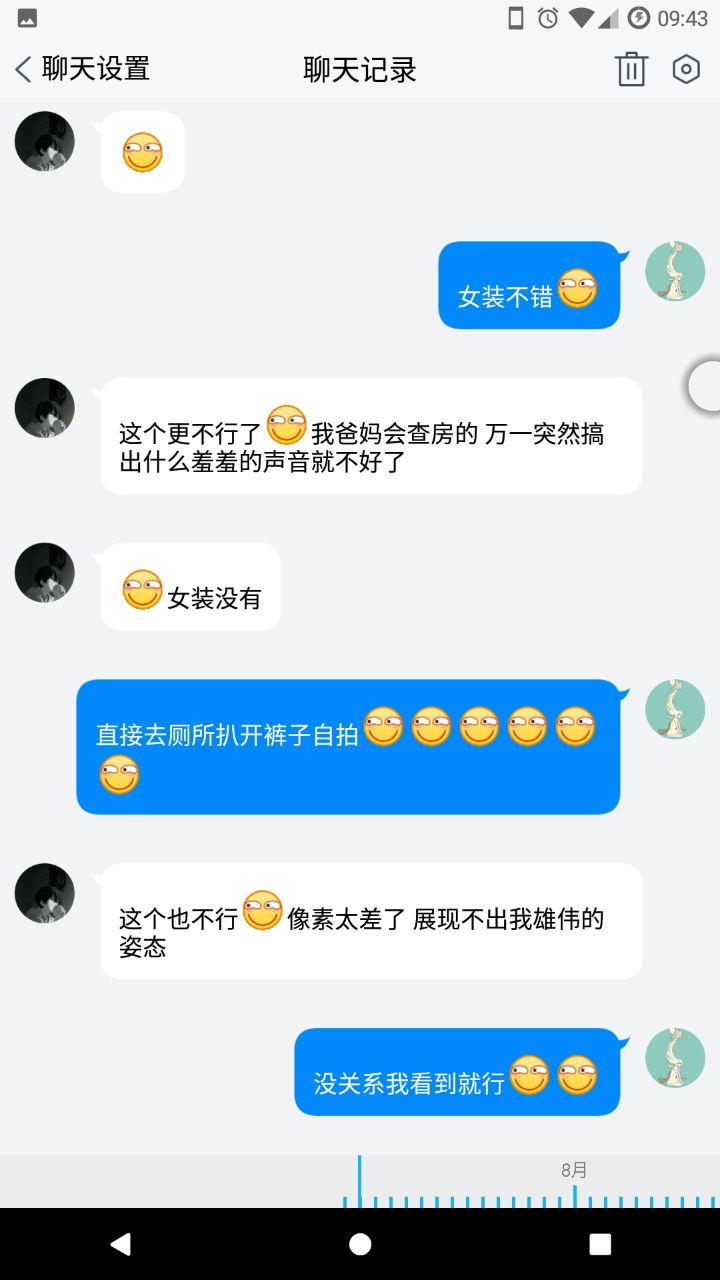 09:43
聊天设置
聊天记录
女装不错
这个更不行了 我爸妈会查房的 万一突然搞
出什么羞羞的声音就不好了
女装没有
直接去厕所扒开裤子自拍
这个也不行 像素太差了 展现不出我雄伟的
姿态
没关系我看到就行
8月